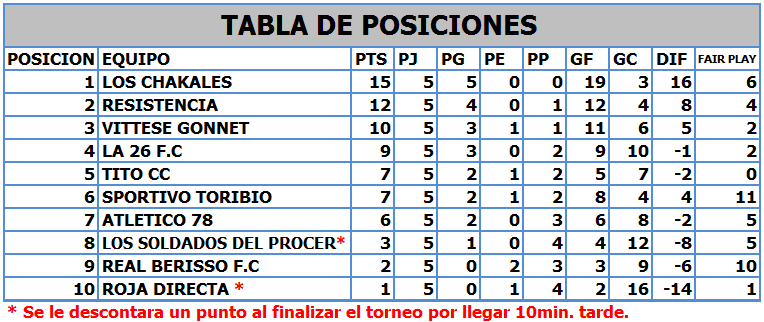 TABLA DE POSICIONES
POSICION EQUIPO PTS PJ PG PE PP GF GC DIF FAIR PLAY
1 LOS CHAKALES 15 5 5 0 0 19 3 16 6
2 RESISTENCIA 12 5 4 0 1 12 4 8 4
3 VITTESE GONNET 10 5 3 1 1 11 6 5 2
4 LA 26 F.C 9 5 3 0 2 9 10 -1 2
5 TITO CC 7 5 2 1 2 5 7 -2 0
6 SPORTIVO TORIBIO 7 5 2 1 2 8 4 4 11
7 ATLETICO 78 6 5 2 0 3 6 8 -2 5
8 LOS SOLDADOS DEL PROCER* 3 5 1 0 4 4 12 -8 5
9 REAL BERISSO F.C 2 5 0 2 3 3 9 -6 10
10 ROJA DIRECTA * 1 5 0 1 4 2 16 -14 1
* Se le descontara un punto al finalizar el torneo por llegar 10min. tarde.